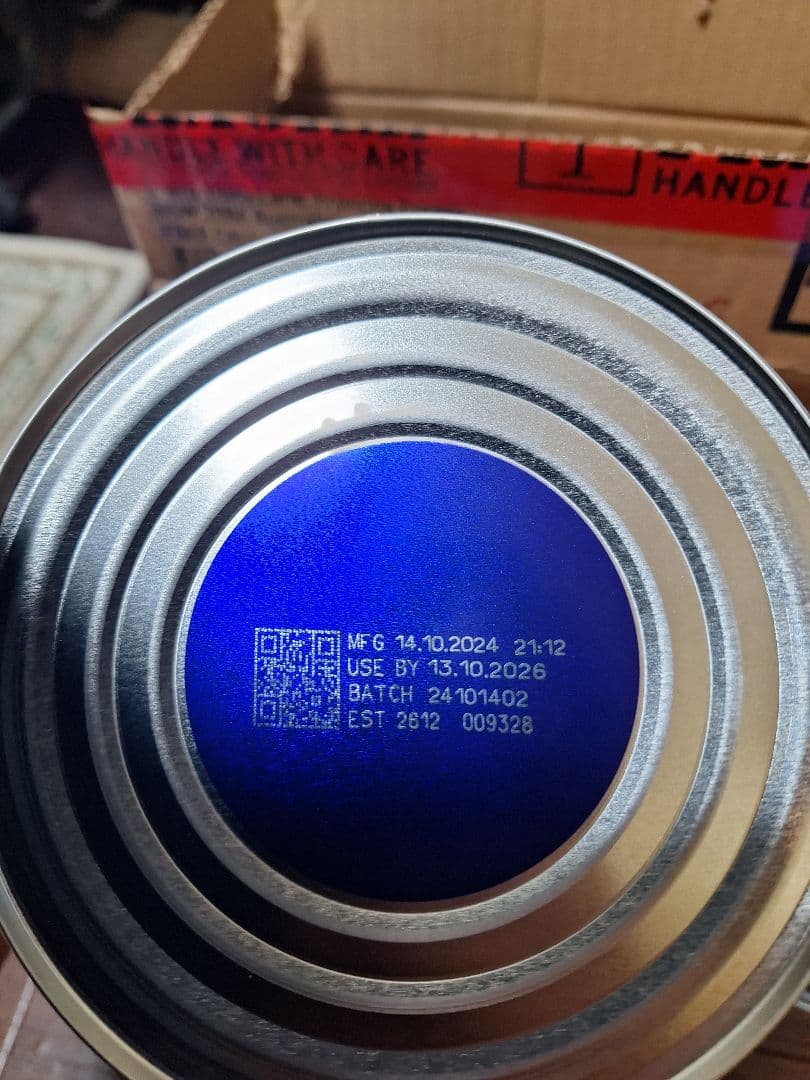 HANDLE WITH CARE
HANDLE
MFG 14.10.2024 21:12
USE BY 13.10.2026
BATCH 24101402
EST 2612 009328